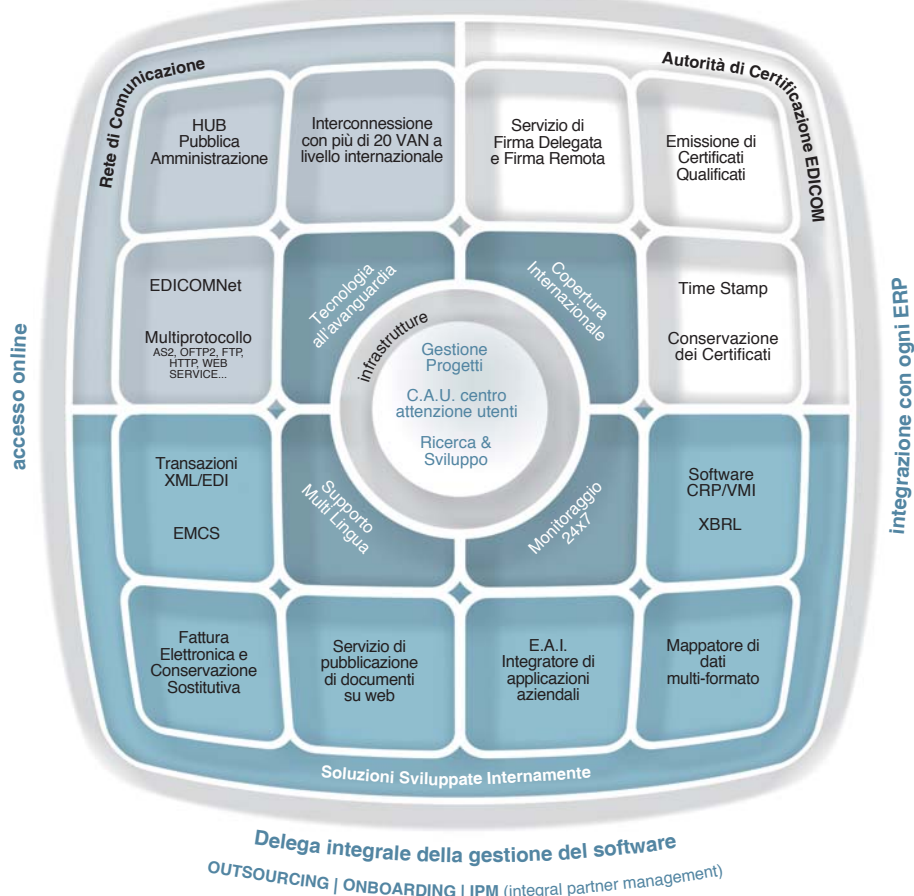 Rete di Comunicazione
Autorità di Certificazione EDICOM
HUB
Pubblica
Amministrazione
Interconnessione
con più di 20 VAN a
livello internazionale
Servizio di
Firma Delegata
e Firma Remota
Emissione di
Certificati
Qualificati
EDICOMNet
Multiprotocollo
AS2, OFTP2, FTP,
HTTP, WEB
SERVICE...
Tecnologia
all'avanguardia
Copertura
Internazionale
Time Stamp
Conservazione
dei Certificati
infrastrutture
Gestione
Progetti
C.A.U. centro
attenzione utenti
Ricerca &
Sviluppo
accesso online
integrazione con ogni ERP
Transazioni
XML/EDI
EMCS
Supporto
Multi Lingua
Monitoraggio
24x7
Software
CRP/VMI
XBRL
Fattura
Elettronica e
Conservazione
Sostitutiva
Servizio di
pubblicazione
di documenti
su web
E.A.I.
Integratore di
applicazioni
aziendali
Mappatore di
dati
multi-formato
Soluzioni Sviluppate Internamente
Delega integrale della gestione del software
OUTSOURCING | ONBOARDING | IPM (integral partner management)